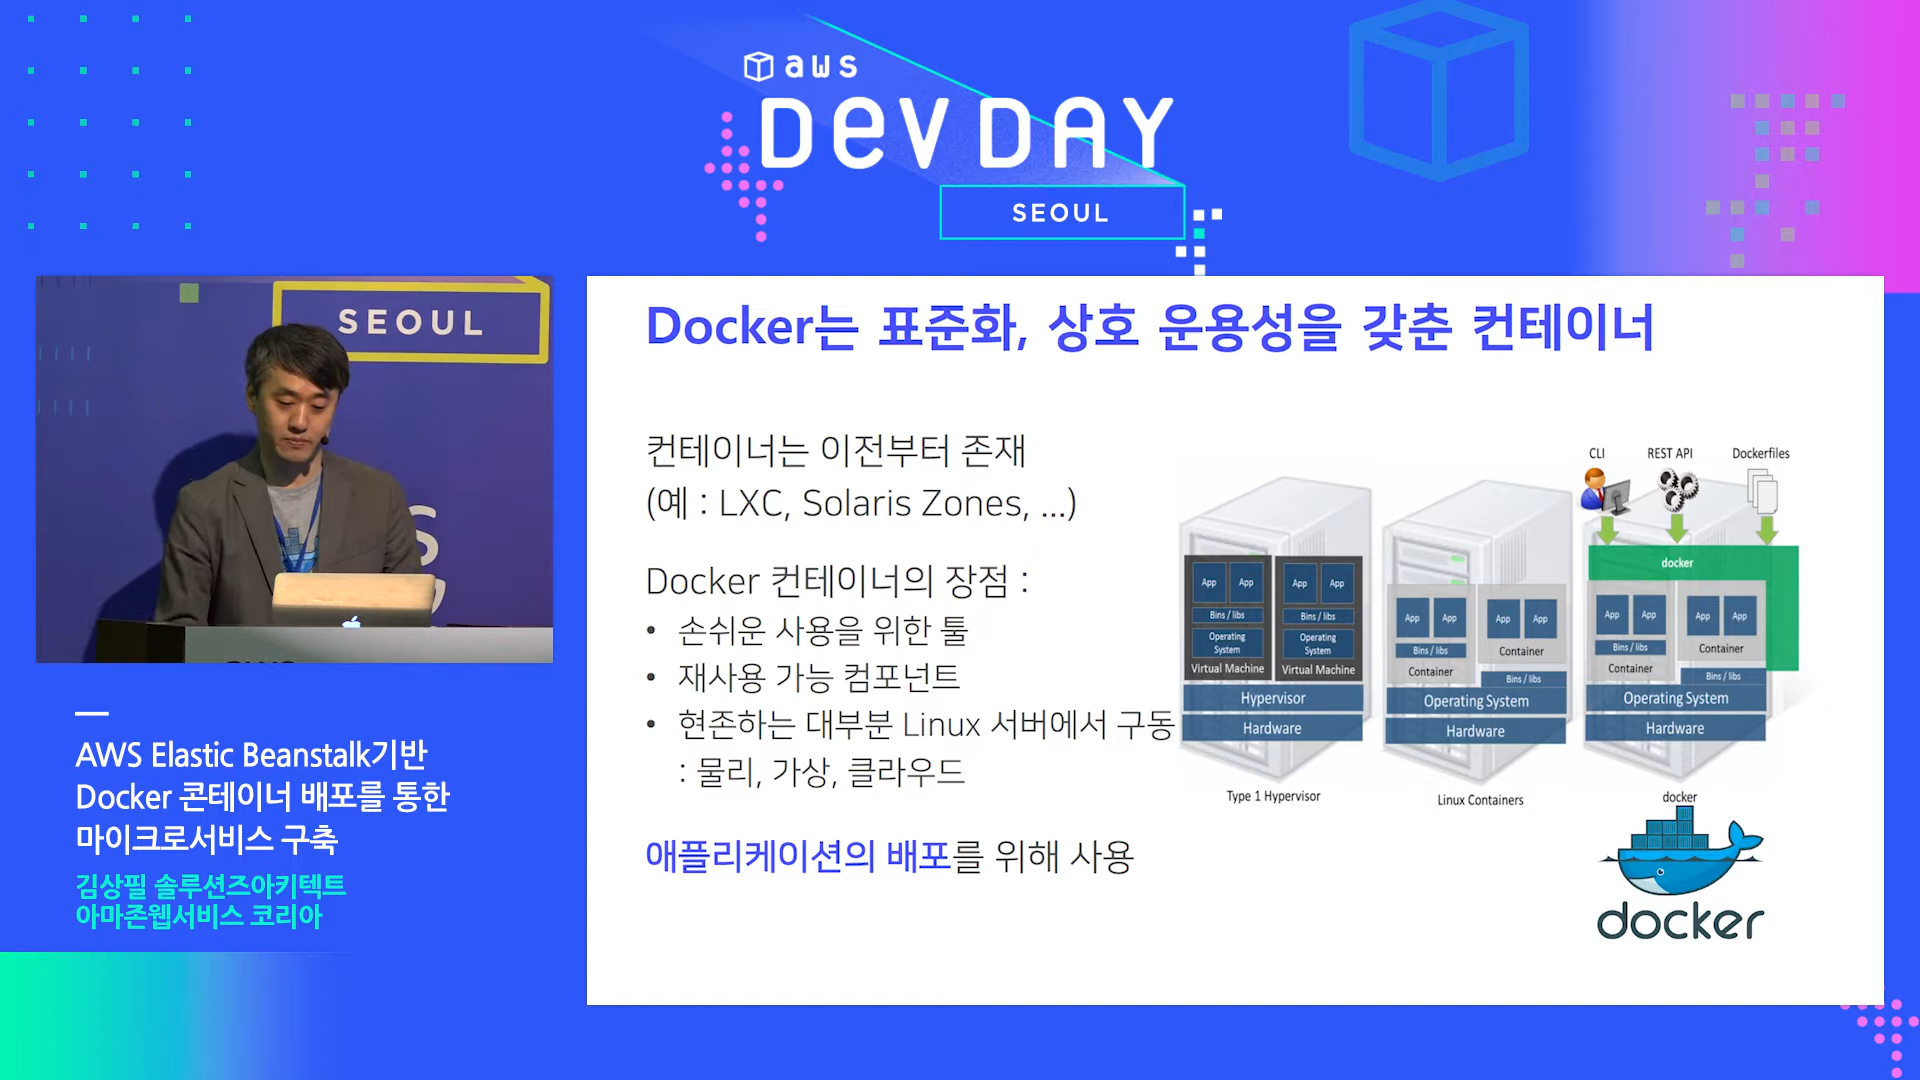 aws
DEV DAY
SEOUL
SEOUL
AWS Elastic Beanstalk기반
Docker 콘테이너 배포를 통한
마이크로서비스 구축
김상필 솔루션즈아키텍트
아마존웹서비스 코리아
Docker는 표준화, 상호 운용성을 갖춘 컨테이너
컨테이너는 이전부터 존재
(예 : LXC, Solaris Zones, ...)
Docker 컨테이너의 장점 :
• 손쉬운 사용을 위한 툴
• 재사용 가능 컴포넌트
• 현존하는 대부분 Linux 서버에서 구동
: 물리, 가상, 클라우드
애플리케이션의 배포를 위해 사용
App App App App
Bins / libs Bins / libs
Operating System Operating System
Virtual Machine Virtual Machine
Hypervisor
Hardware
Type 1 Hypervisor
App App App App
Bins / libs Container
Container Bins / libs
Operating System
Hardware
Linux Containers
CLI REST API Dockerfiles
docker
App App App App
Bins / libs Container
Container Bins / libs
Operating System
Hardware
docker
docker